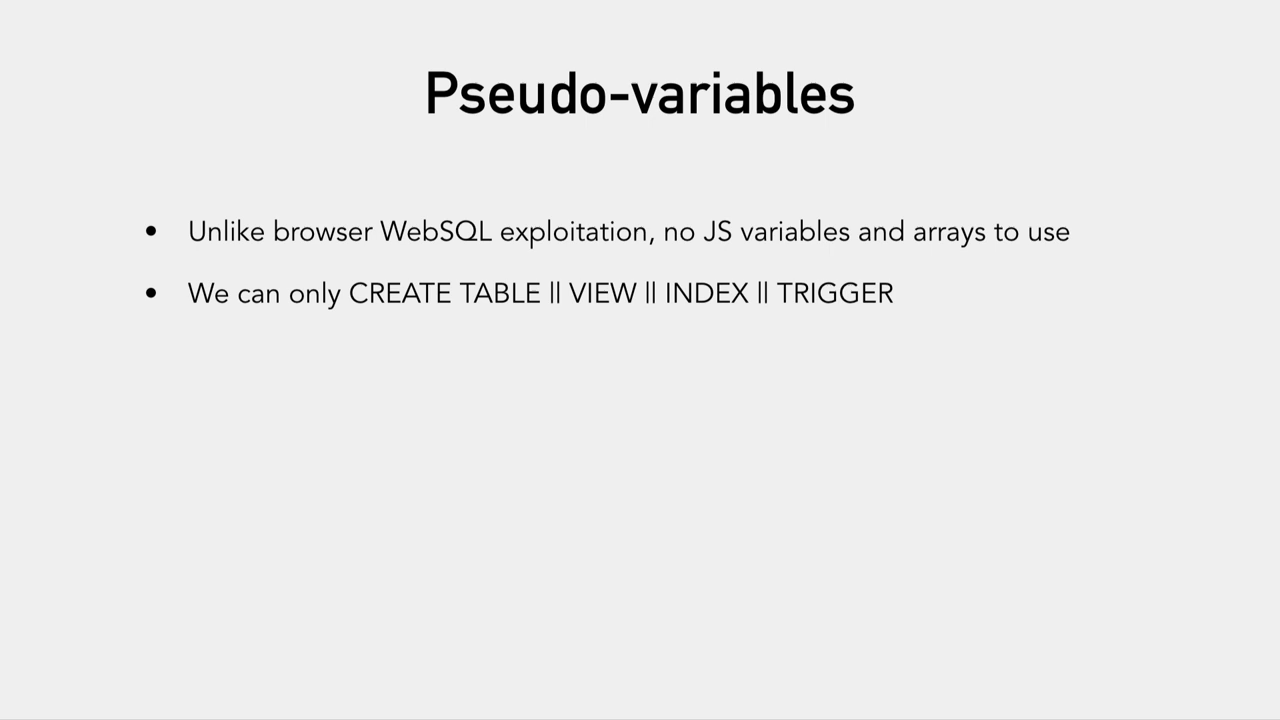 Pseudo-variables
• Unlike browser WebSQL exploitation, no JS variables and arrays to use
• We can only CREATE TABLE || VIEW || INDEX || TRIGGER